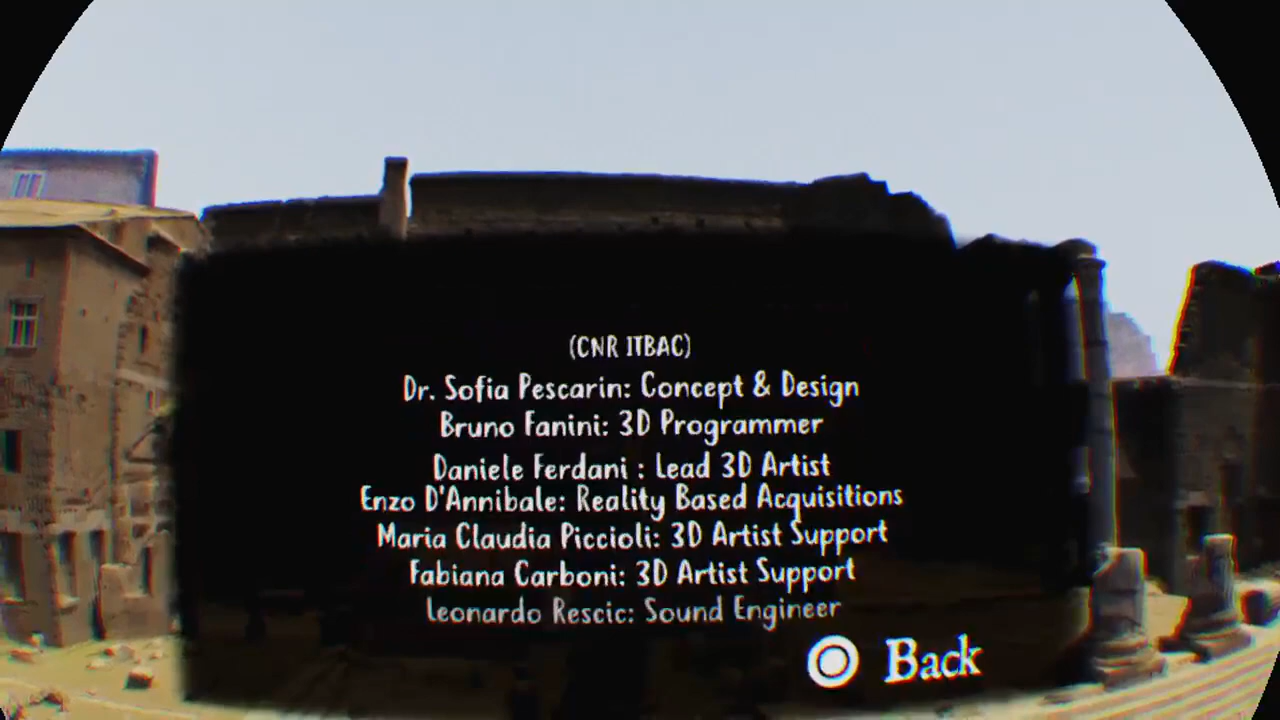 (CNR ITBAC)
Dr. Sofia Pescarin: Concept & Design
Bruno Fanini: 3D Programmer
Daniele Ferdani : Lead 3D Artist
Enzo D'Annibale: Reality Based Acquisitions
Maria Claudia Piccioli: 3D Artist Support
Fabiana Carboni: 3D Artist Support
Leonardo Rescic: Sound Engineer
Back